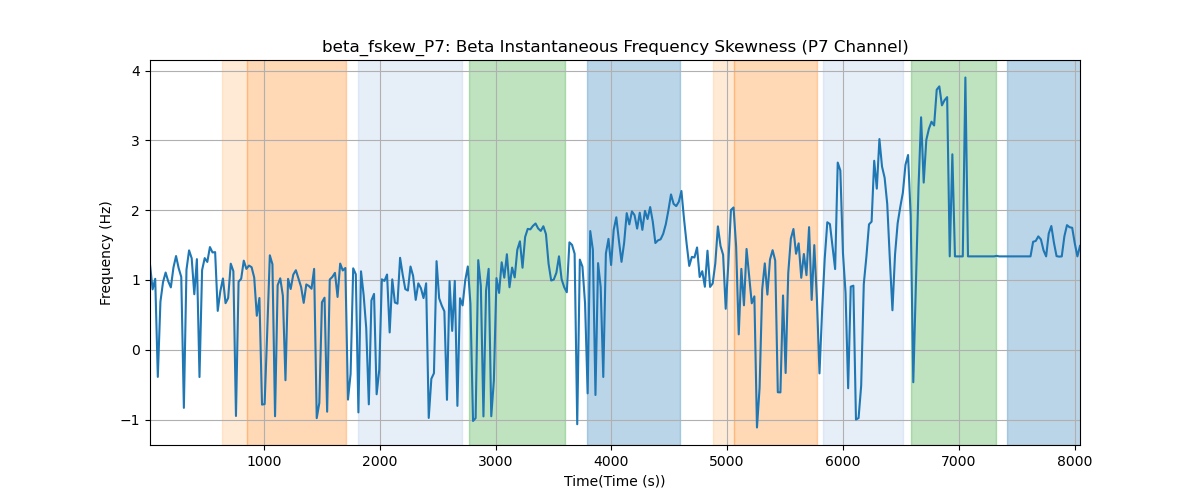 beta_fskew_P7: Beta Instantaneous Frequency Skewness (P7 Channel)
Frequency (Hz)
4
3
2
1
0
−1
1000 2000 3000 4000 5000 6000 7000 8000
Time(Time (s))